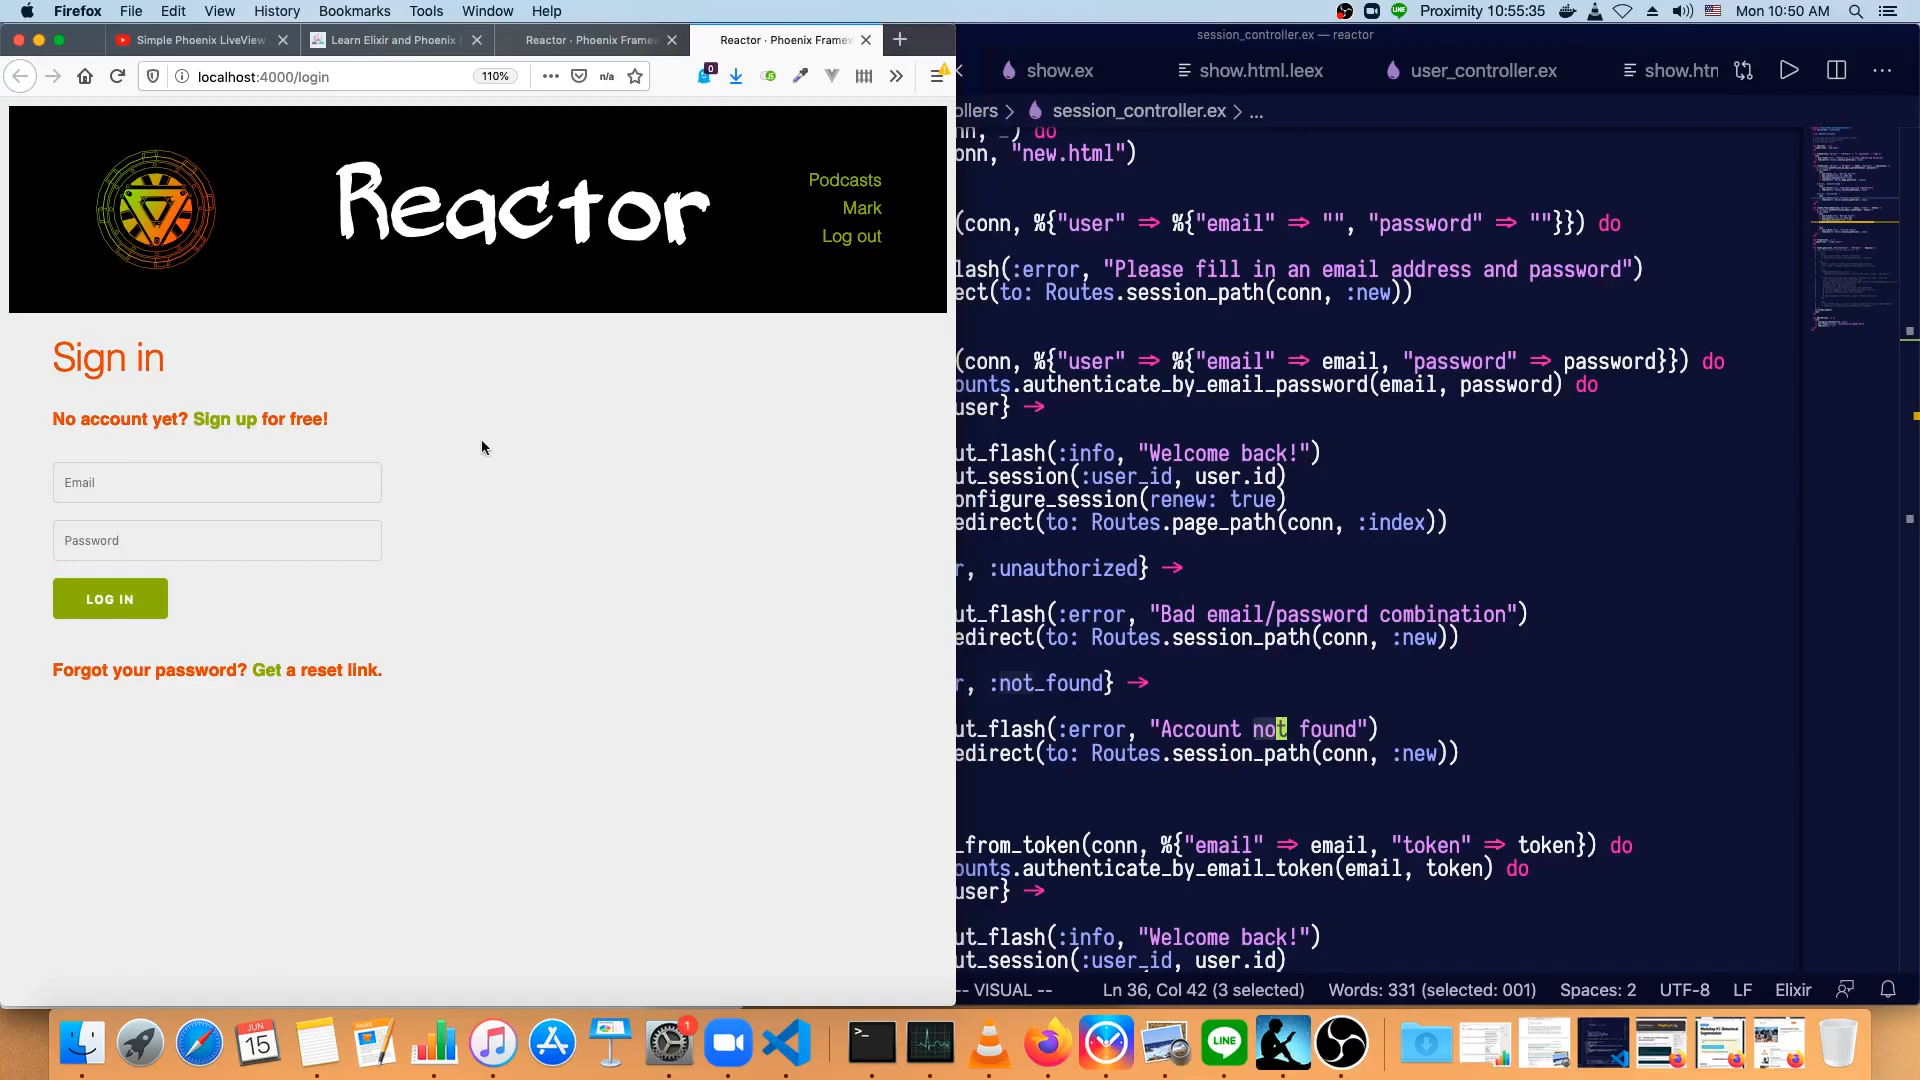 Firefox File Edit View History Bookmarks Tools Window Help
Proximity 10:55:35
Mon 10:50 AM
Simple Phoenix LiveView
Learn Elixir and Phoenix
Reactor · Phoenix Framew
Reactor · Phoenix Framew
localhost:4000/login
110%
n/a
0
Reactor
Podcasts
Mark
Log out
Sign in
No account yet? Sign up for free!
Email
Password
LOG IN
Forgot your password? Get a reset link.
session_controller.ex — reactor
show.ex
show.html.leex
user_controller.ex
show.htm
ollers > session_controller.ex > ...
nn, _) do
onn, "new.html")
(conn, %{"user" => %{"email" => "", "password" => ""}}) do
lash(:error, "Please fill in an email address and password")
ect(to: Routes.session_path(conn, :new))
(conn, %{"user" => %{"email" => email, "password" => password}}) do
ounts.authenticate_by_email_password(email, password) do
user} ->
ut_flash(:info, "Welcome back!")
ut_session(:user_id, user.id)
onfigure_session(renew: true)
edirect(to: Routes.page_path(conn, :index))
r, :unauthorized} ->
ut_flash(:error, "Bad email/password combination")
edirect(to: Routes.session_path(conn, :new))
r, :not_found} ->
ut_flash(:error, "Account not found")
edirect(to: Routes.session_path(conn, :new))
_from_token(conn, %{"email" => email, "token" => token}) do
ounts.authenticate_by_email_token(email, token) do
user} ->
ut_flash(:info, "Welcome back!")
ut_session(:user_id, user.id)
-- VISUAL --
Ln 36, Col 42 (3 selected)
Words: 331 (selected: 001)
Spaces: 2
UTF-8
LF
Elixir
JUN
15
1
LINE